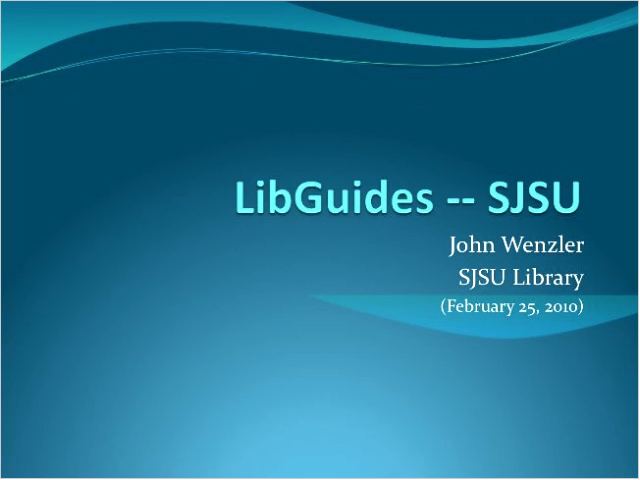 LibGuides -- SJSU
John Wenzler
SJSU Library
(February 25, 2010)